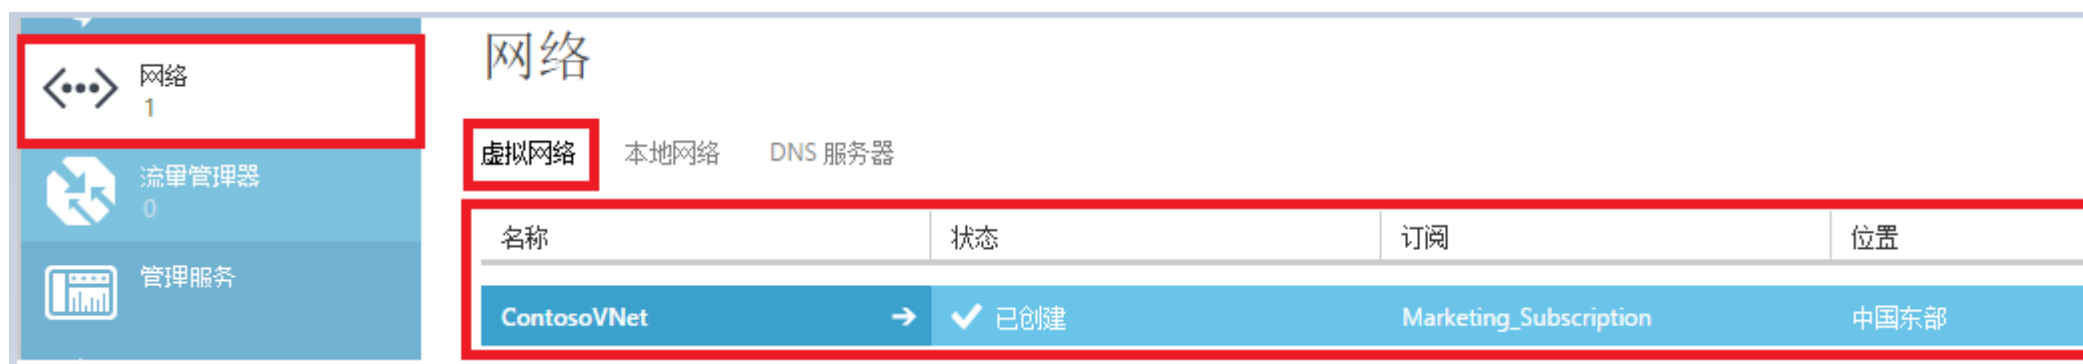 网络
1
流量管理器
0
管理服务
网络
虚拟网络 本地网络 DNS 服务器
名称 状态 订阅 位置
ContosoVNet 已创建 Marketing_Subscription 中国东部